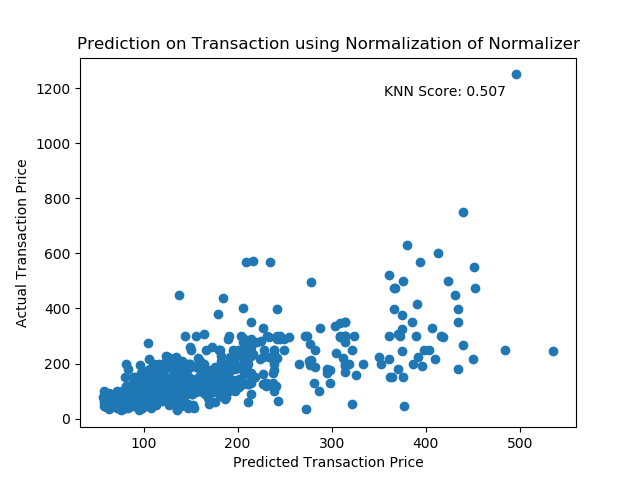 Prediction on Transaction using Normalization of Normalizer
KNN Score: 0.507
Actual Transaction Price
1200
1000
800
600
400
200
0
100 200 300 400 500
Predicted Transaction Price